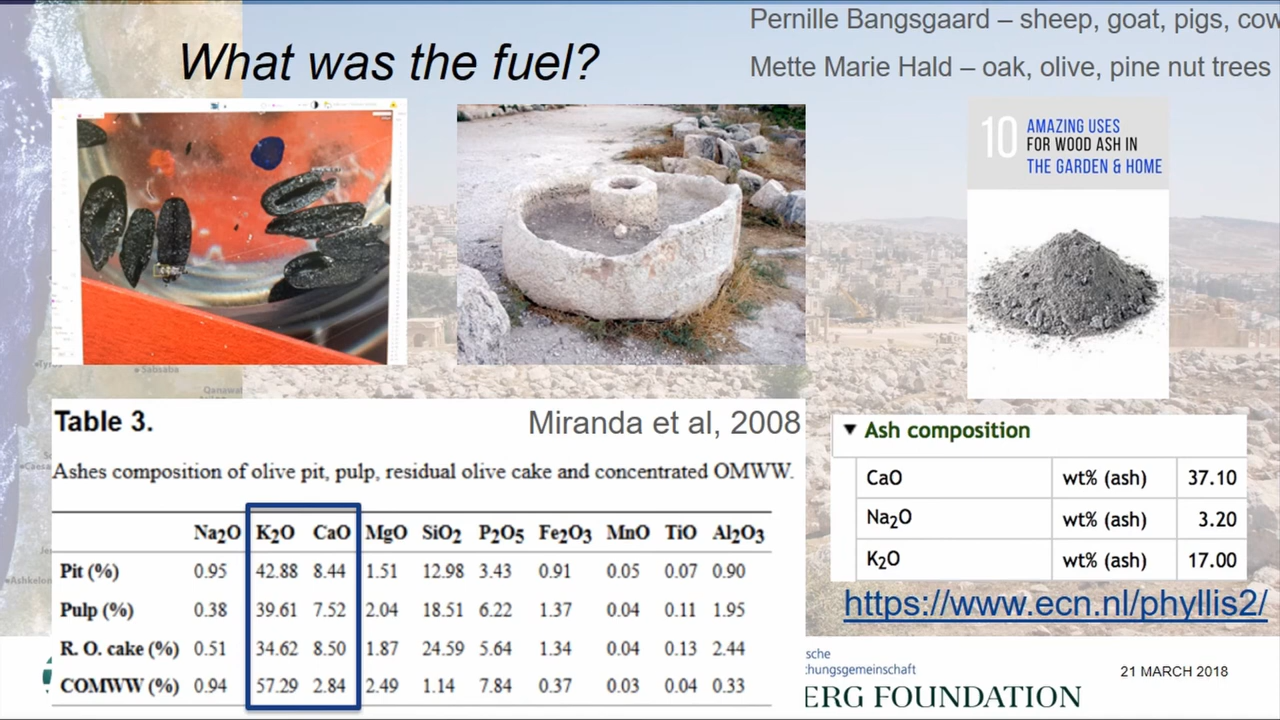 Pernille Bangsgaard – sheep, goat, pigs, cow
What was the fuel?
Mette Marie Hald – oak, olive, pine nut trees
10 AMAZING USES
FOR WOOD ASH IN
THE GARDEN & HOME
Sabsaba
Qanawa
Table 3.
Miranda et al, 2008
Ashes composition of olive pit, pulp, residual olive cake and concentrated OMWW.
Na2O K2O CaO MgO SiO2 P2O5 Fe2O3 MnO TiO Al2O3
Pit (%) 0.95 42.88 8.44 1.51 12.98 3.43 0.91 0.05 0.07 0.90
Pulp (%) 0.38 39.61 7.52 2.04 18.51 6.22 1.37 0.04 0.11 1.95
R. O. cake (%) 0.51 34.62 8.50 1.87 24.59 5.64 1.34 0.04 0.13 2.44
COMWW (%) 0.94 57.29 2.84 2.49 1.14 7.84 0.37 0.03 0.04 0.33
▼ Ash composition
CaO wt% (ash) 37.10
Na2O wt% (ash) 3.20
K2O wt% (ash) 17.00
https://www.ecn.nl/phyllis2/
Ashkelon
sche
chungsgemeinschaft
ERG FOUNDATION
21 MARCH 2018